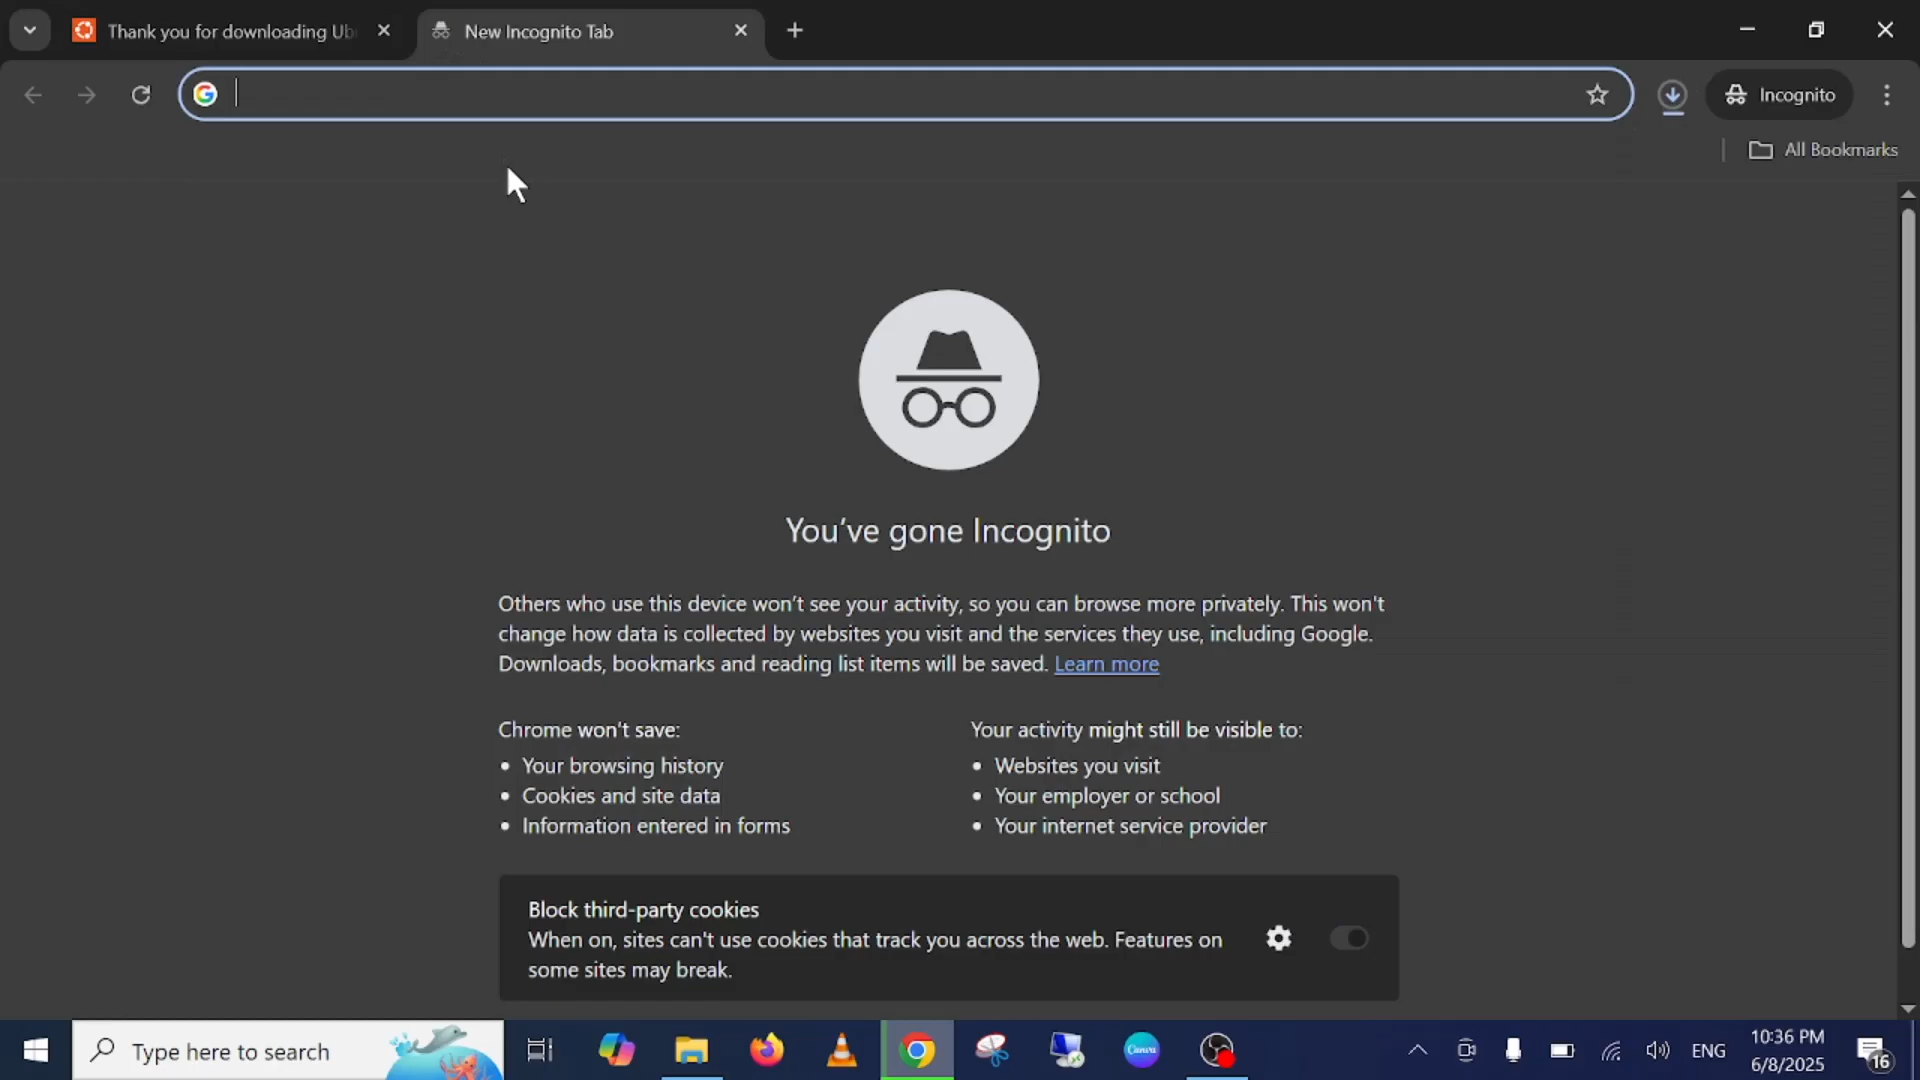 Thank you for downloading Ub
New Incognito Tab
Incognito
All Bookmarks
You've gone Incognito
Others who use this device won't see your activity, so you can browse more privately. This won't
change how data is collected by websites you visit and the services they use, including Google.
Downloads, bookmarks and reading list items will be saved. Learn more
Chrome won't save:
Your browsing history
Cookies and site data
Information entered in forms
Your activity might still be visible to:
Websites you visit
Your employer or school
Your internet service provider
Block third-party cookies
When on, sites can't use cookies that track you across the web. Features on
some sites may break.
Type here to search
Canva
ENG
10:36 PM
6/8/2025
16